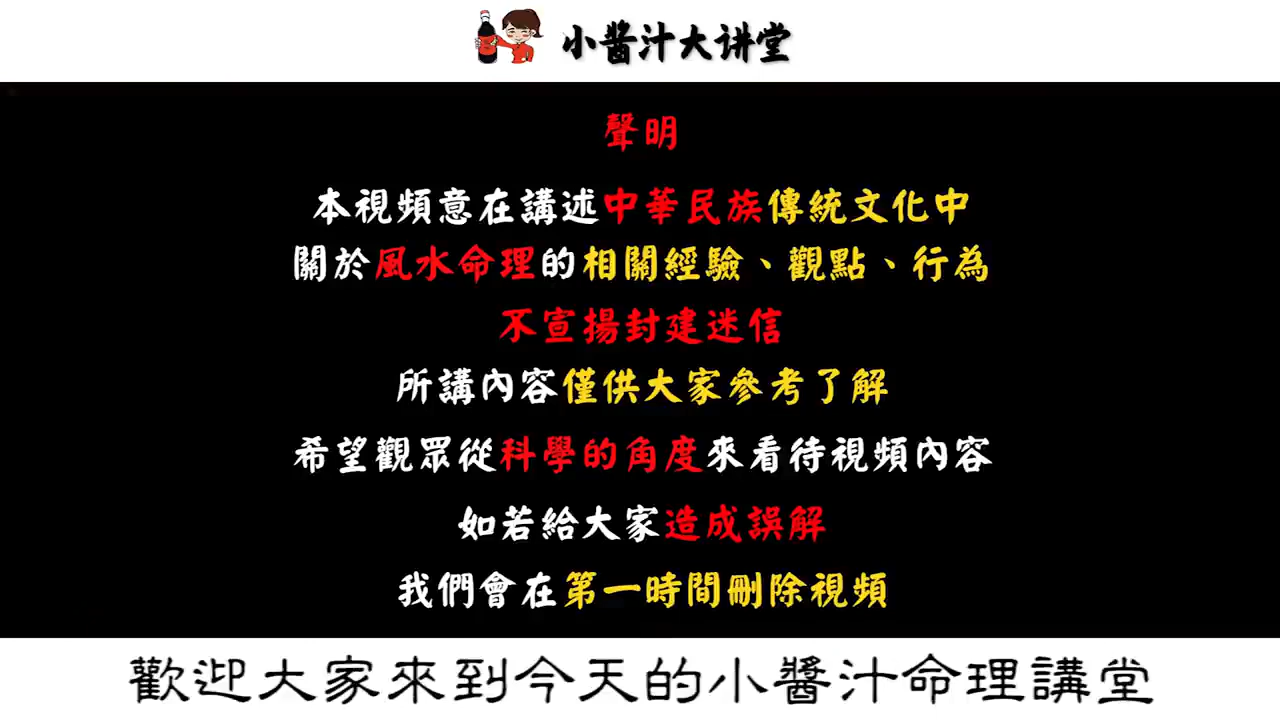 小醬汁大讲堂
聲明
本視頻意在講述中華民族傳統文化中
關於風水命理的相關經驗、觀點、行為
不宣揚封建迷信
所講內容僅供大家參考了解
希望觀眾從科學的角度來看待視頻內容
如若給大家造成誤解
我們會在第一時間刪除視頻
歡迎大家來到今天的小醬汁命理講堂